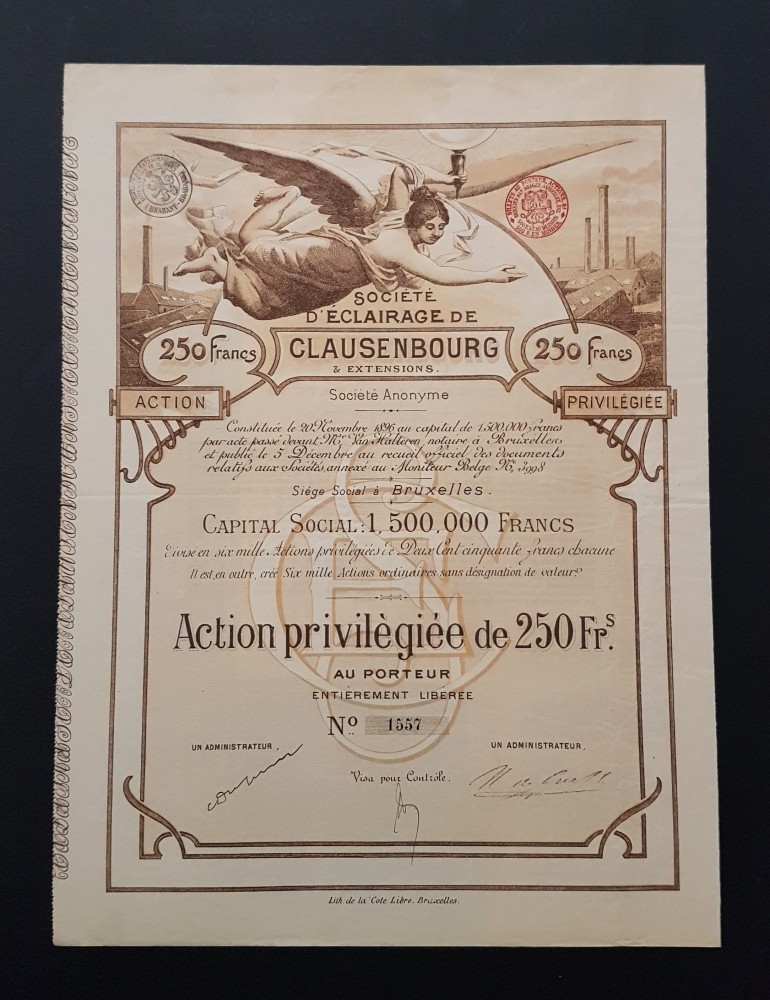 SOCIÉTÉ
D'ÉCLAIRAGE DE
CLAUSENBOURG
& EXTENSIONS.
250 francs
250 francs
ACTION
PRIVILÉGIÉE
Société Anonyme
Constituée le 20 Novembre 1896 au capital de 1.500.000 francs
par acte passé devant Me Van Halteren, notaire à Bruxelles
et publié le 5 Décembre au recueil officiel des documents
relatifs aux Sociétés, annexé au Moniteur Belge No 3998
Siége Social à Bruxelles.
CAPITAL SOCIAL: 1,500,000 FRANCS
divisé en six mille Actions privilégiées de Deux Cent cinquante francs chacune
Il est, en outre, créé Six mille Actions ordinaires sans désignation de valeur.
Action privilègiée de 250 Frs.
AU PORTEUR
ENTIÈREMENT LIBÉRÉE
No 1557
UN ADMINISTRATEUR,
UN ADMINISTRATEUR,
Visa pour Contrôle.
Lith. de la Cote Libre. Bruxelles.